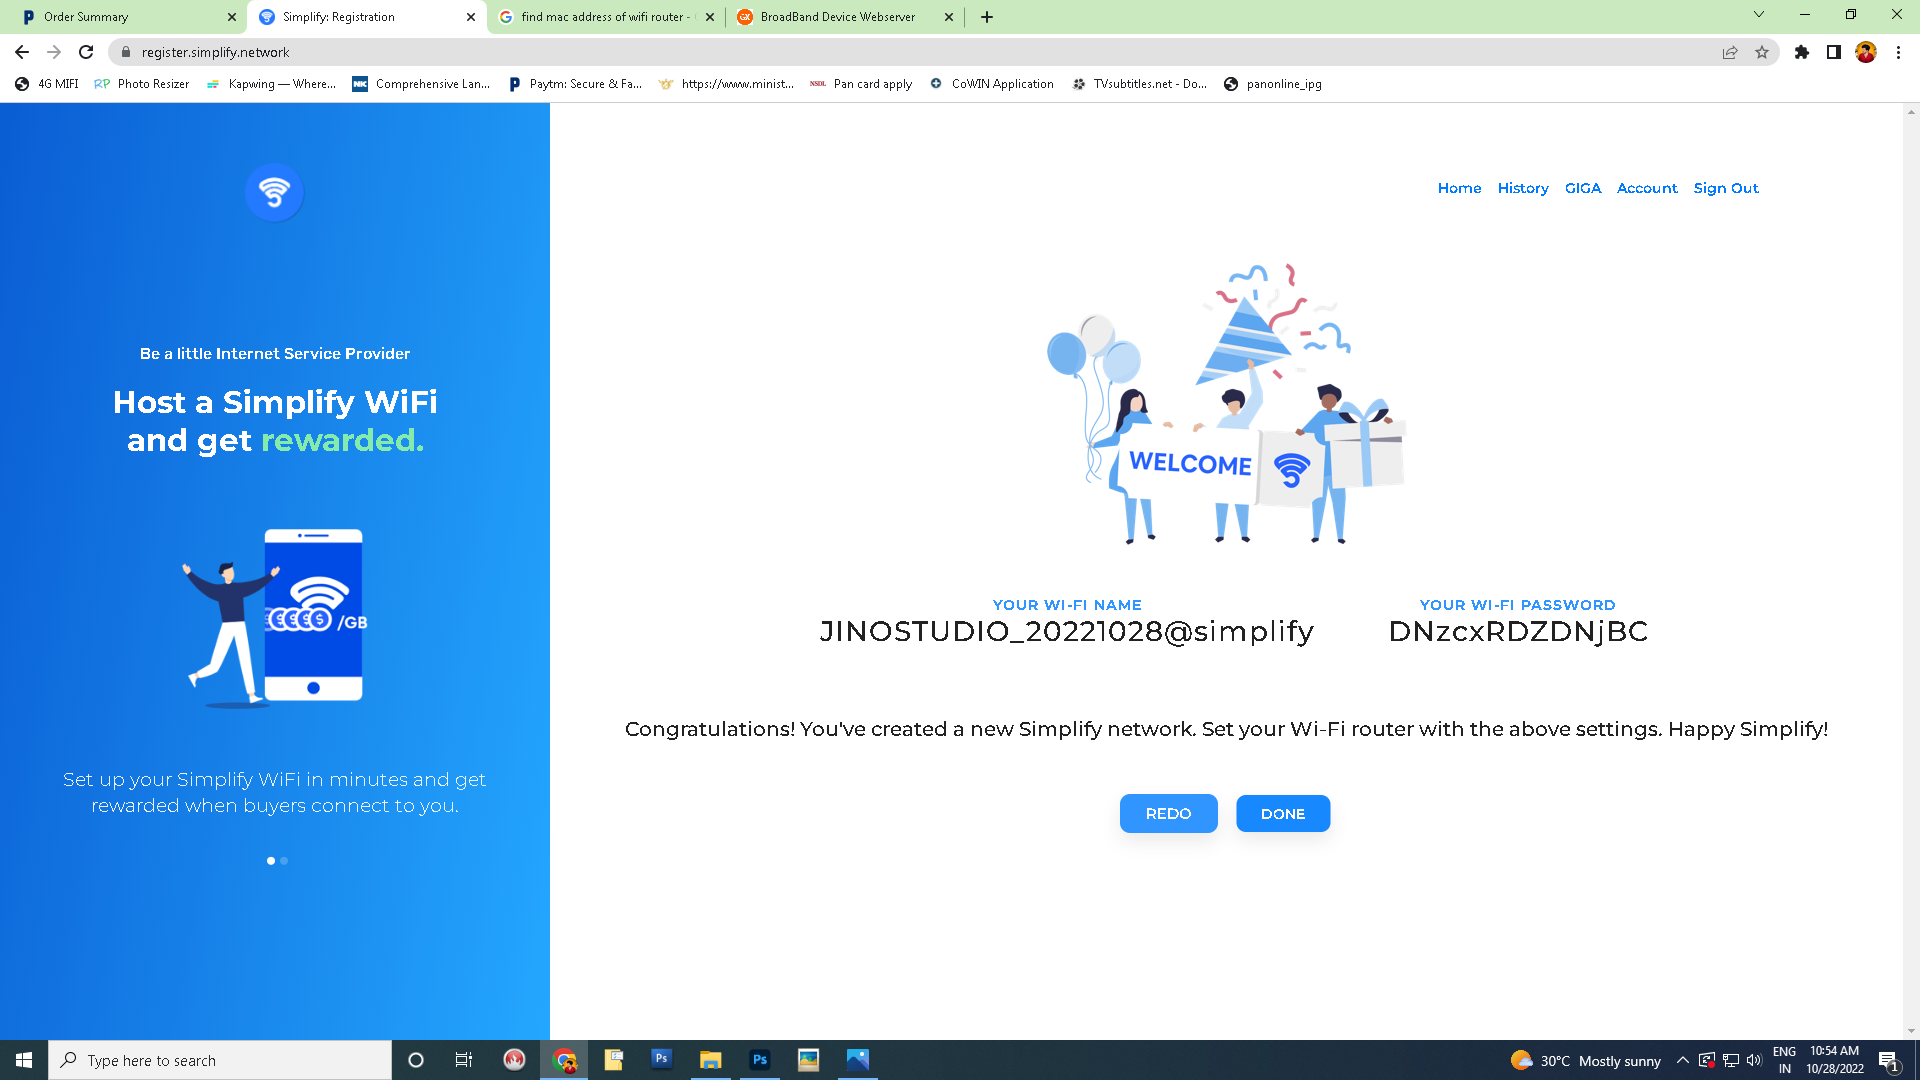 Order Summary
Simplify: Registration
find mac address of wifi router -
BroadBand Device Webserver
register.simplify.network
4G MIFI
RP Photo Resizer
Kapwing — Where...
NK Comprehensive Lan...
Paytm: Secure & Fa...
https://www.minist...
NSDL Pan card apply
CoWIN Application
TVsubtitles.net - Do...
panonline_ipg
Home History GIGA Account Sign Out
Be a little Internet Service Provider
Host a Simplify WiFi
and get rewarded.
/GB
Set up your Simplify WiFi in minutes and get
rewarded when buyers connect to you.
WELCOME
YOUR WI-FI NAME
JINOSTUDIO_20221028@simplify
YOUR WI-FI PASSWORD
DNzcxRDZDNjBC
Congratulations! You've created a new Simplify network. Set your Wi-Fi router with the above settings. Happy Simplify!
REDO
DONE
Type here to search
Ps
Ps
30°C Mostly sunny
ENG
IN
10:54 AM
10/28/2022
1